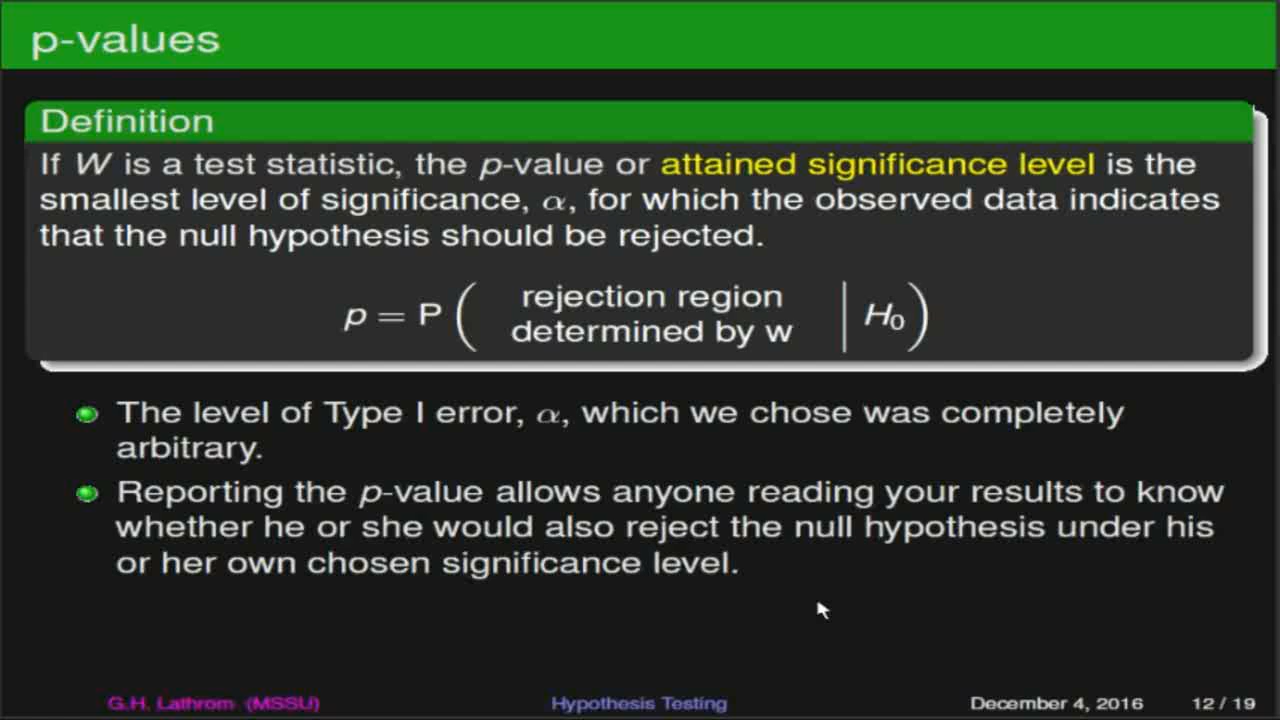 p-values
Definition
If W is a test statistic, the p-value or attained significance level is the
smallest level of significance, α, for which the observed data indicates
that the null hypothesis should be rejected.
p = P ( rejection region determined by w | H₀ )
The level of Type I error, α, which we chose was completely
arbitrary.
Reporting the p-value allows anyone reading your results to know
whether he or she would also reject the null hypothesis under his
or her own chosen significance level.
G.H. Lathrom (MSSU) Hypothesis Testing December 4, 2016 12 / 19